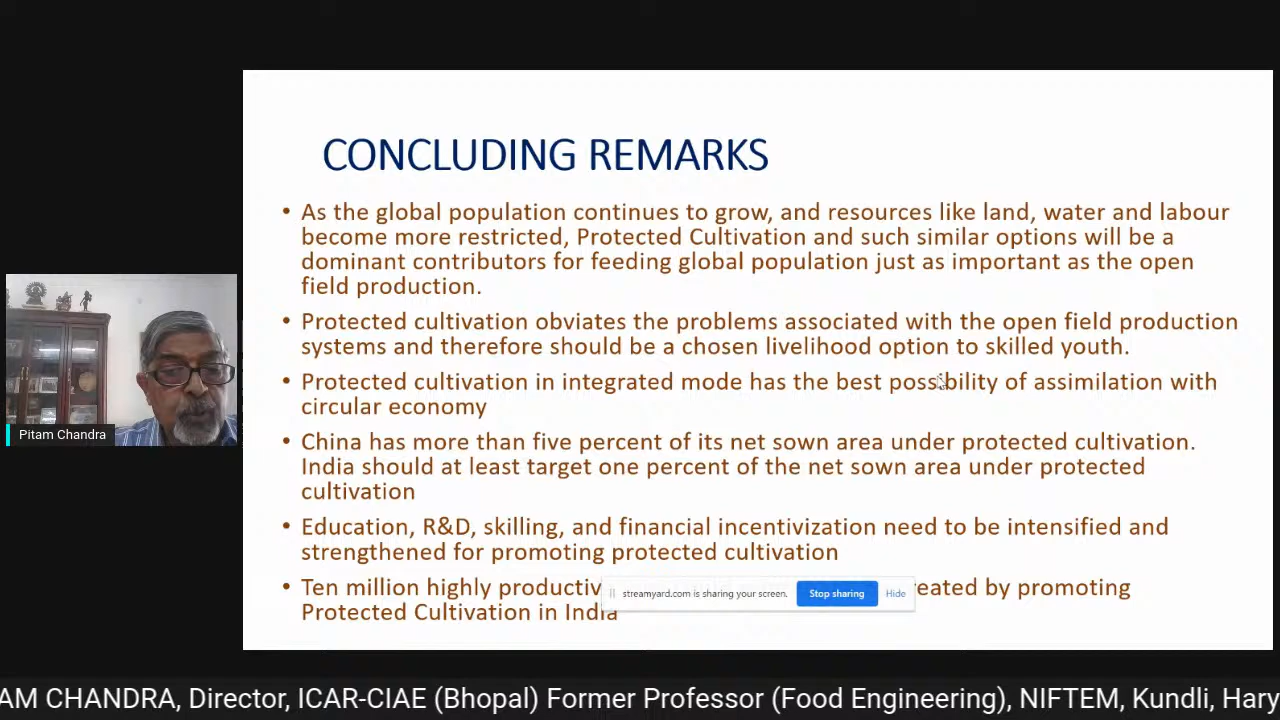 CONCLUDING REMARKS
• As the global population continues to grow, and resources like land, water and labour
become more restricted, Protected Cultivation and such similar options will be a
dominant contributors for feeding global population just as important as the open
field production.
• Protected cultivation obviates the problems associated with the open field production
systems and therefore should be a chosen livelihood option to skilled youth.
• Protected cultivation in integrated mode has the best possibility of assimilation with
circular economy
• China has more than five percent of its net sown area under protected cultivation.
India should at least target one percent of the net sown area under protected
cultivation
• Education, R&D, skilling, and financial incentivization need to be intensified and
strengthened for promoting protected cultivation
• Ten million highly productiv reated by promoting
Protected Cultivation in India
streamyard.com is sharing your screen. Stop sharing Hide
Pitam Chandra
AM CHANDRA, Director, ICAR-CIAE (Bhopal) Former Professor (Food Engineering), NIFTEM, Kundli, Hary